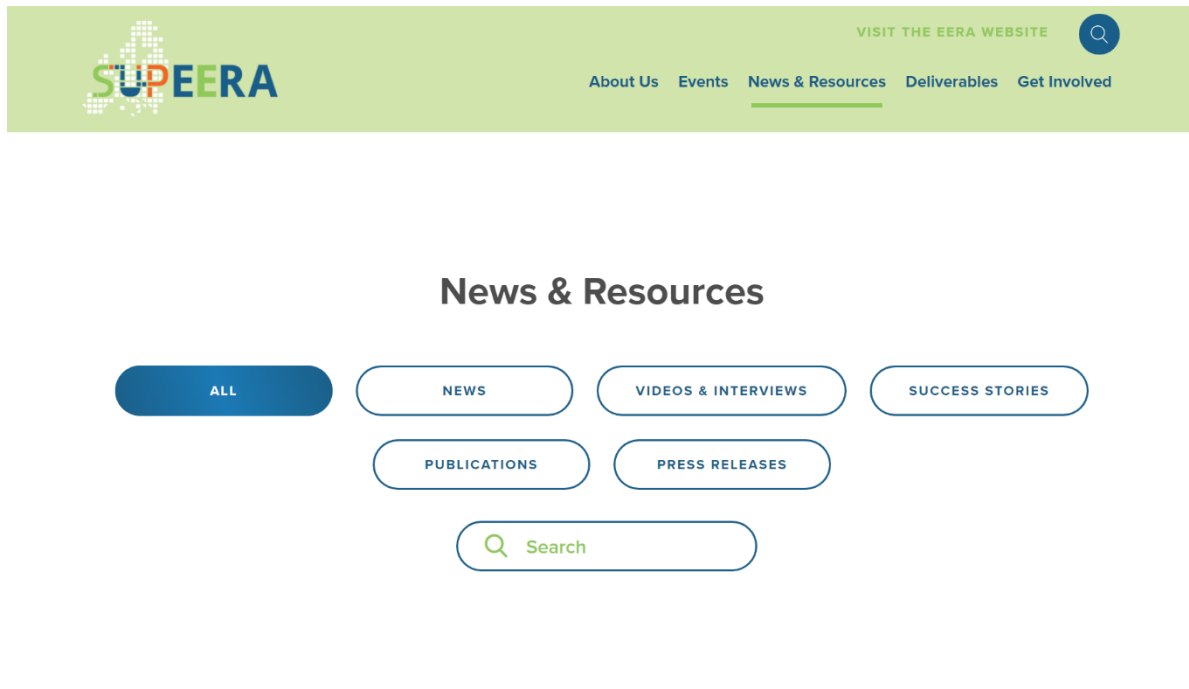 VISIT THE EERA WEBSITE
SUPEERA
About Us Events News & Resources Deliverables Get Involved
News & Resources
ALL NEWS VIDEOS & INTERVIEWS SUCCESS STORIES
PUBLICATIONS PRESS RELEASES
Search